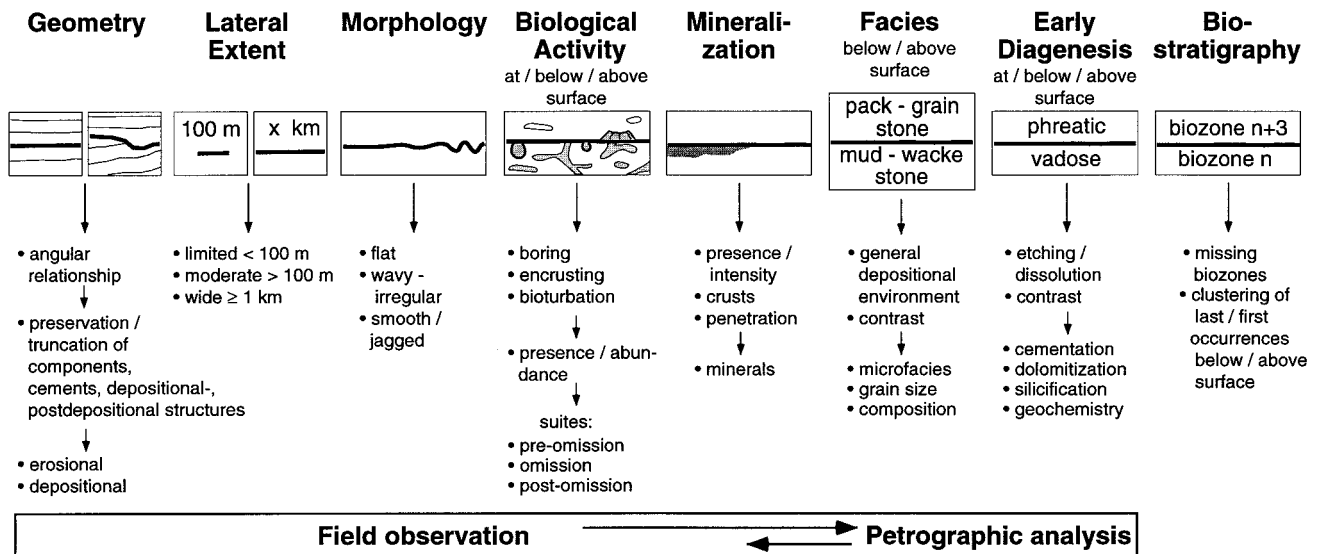 Geometry
Lateral
Extent
Morphology
Biological
Activity
at / below / above
surface
Minerali-
zation
Facies
below / above
surface
Early
Diagenesis
at / below / above
surface
Bio-
stratigraphy
100 m
x km
pack - grain
stone
mud - wacke
stone
phreatic
vadose
biozone n+3
biozone n
• angular
relationship
• preservation /
truncation of
components,
cements, depositional-,
postdepositional structures
• erosional
• depositional
• limited < 100 m
• moderate > 100 m
• wide ≥ 1 km
• flat
• wavy -
irregular
• smooth /
jagged
• boring
• encrusting
• bioturbation
• presence / abun-
dance
suites:
• pre-omission
• omission
• post-omission
• presence /
intensity
• crusts
• penetration
• minerals
• general
depositional
environment
• contrast
• microfacies
• grain size
• composition
• etching /
dissolution
• contrast
• cementation
• dolomitization
• silicification
• geochemistry
• missing
biozones
• clustering of
last / first
occurrences
below / above
surface
Field observation
Petrographic analysis